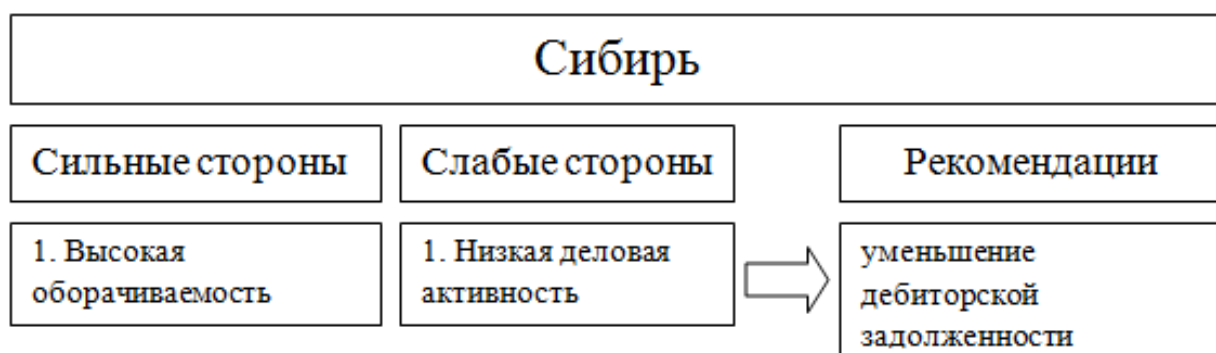 Сибирь
Сильные стороны
Слабые стороны
Рекомендации
1. Высокая
оборачиваемость
1. Низкая деловая
активность
уменьшение
дебиторской
задолженности